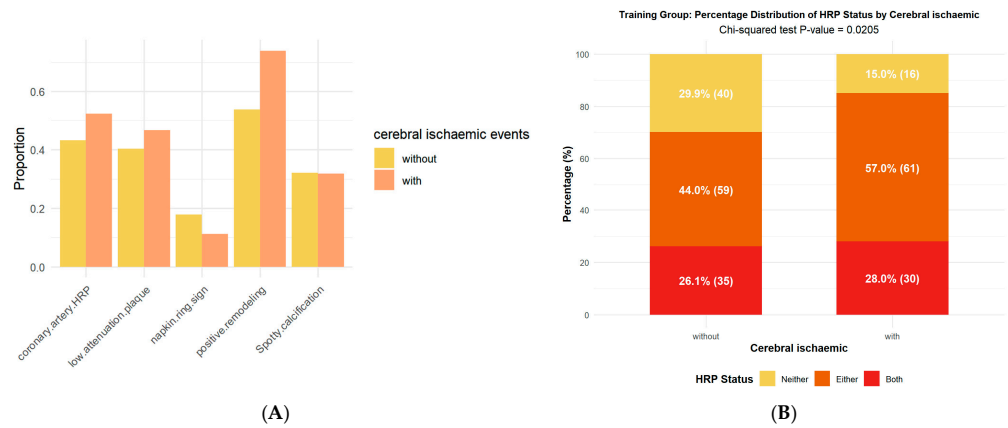 Proportion
0.6
0.4
0.2
0.0
coronary.artery.HRP
low.attenuation.plaque
napkin.ring.sign
positive.remodeling
Spotty.calcification
cerebral ischaemic events
without
with
(A)
Training Group: Percentage Distribution of HRP Status by Cerebral ischaemic
Chi-squared test P-value = 0.0205
Percentage (%)
100
80
60
40
20
0
29.9% (40)
44.0% (59)
26.1% (35)
15.0% (16)
57.0% (61)
28.0% (30)
without
with
Cerebral ischaemic
HRP Status Neither Either Both
(B)